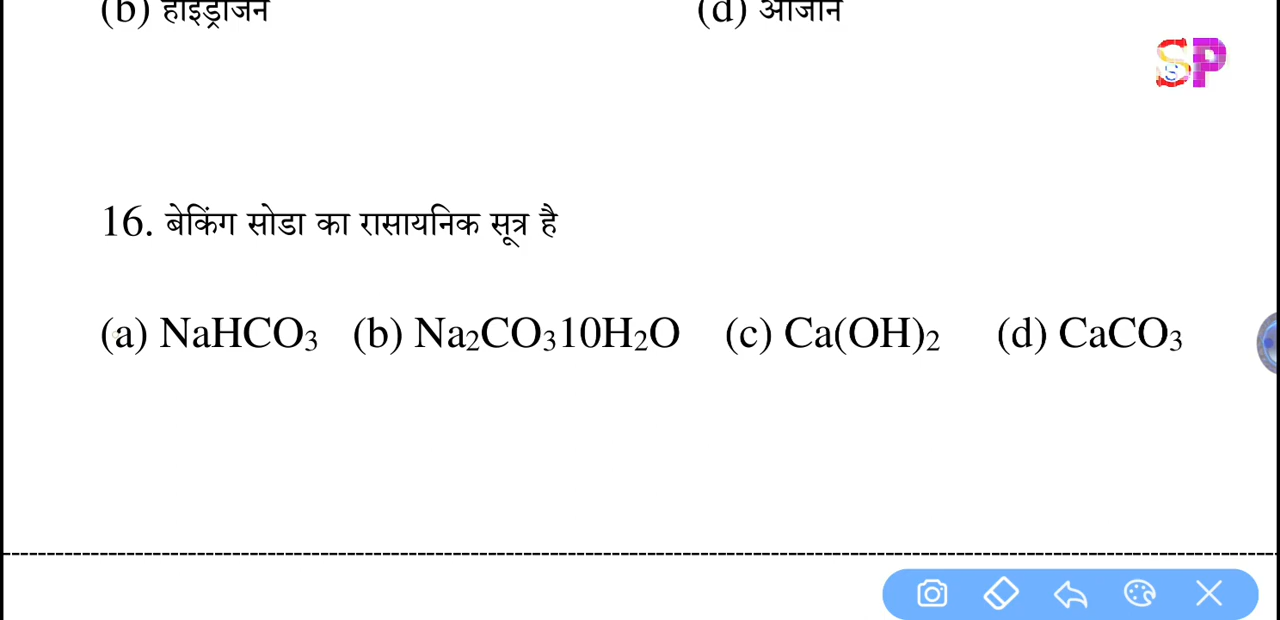 (b) हाइड्रोजन (d) ओजोन
SP
S
16. बेकिंग सोडा का रासायनिक सूत्र है
(a) NaHCO₃ (b) Na₂CO₃10H₂O (c) Ca(OH)₂ (d) CaCO₃